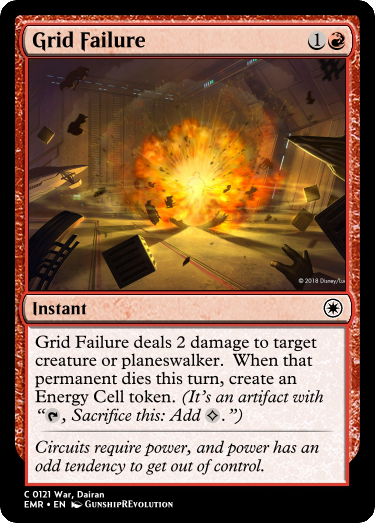 Grid Failure 1
© 2018 Disney/Lu
Instant
Grid Failure deals 2 damage to target
creature or planeswalker. When that
permanent dies this turn, create an
Energy Cell token. (It's an artifact with
“, Sacrifice this: Add .”)
Circuits require power, and power has an
odd tendency to get out of control.
C 0121 War, Dairan
EMR • EN GunshipRevolution